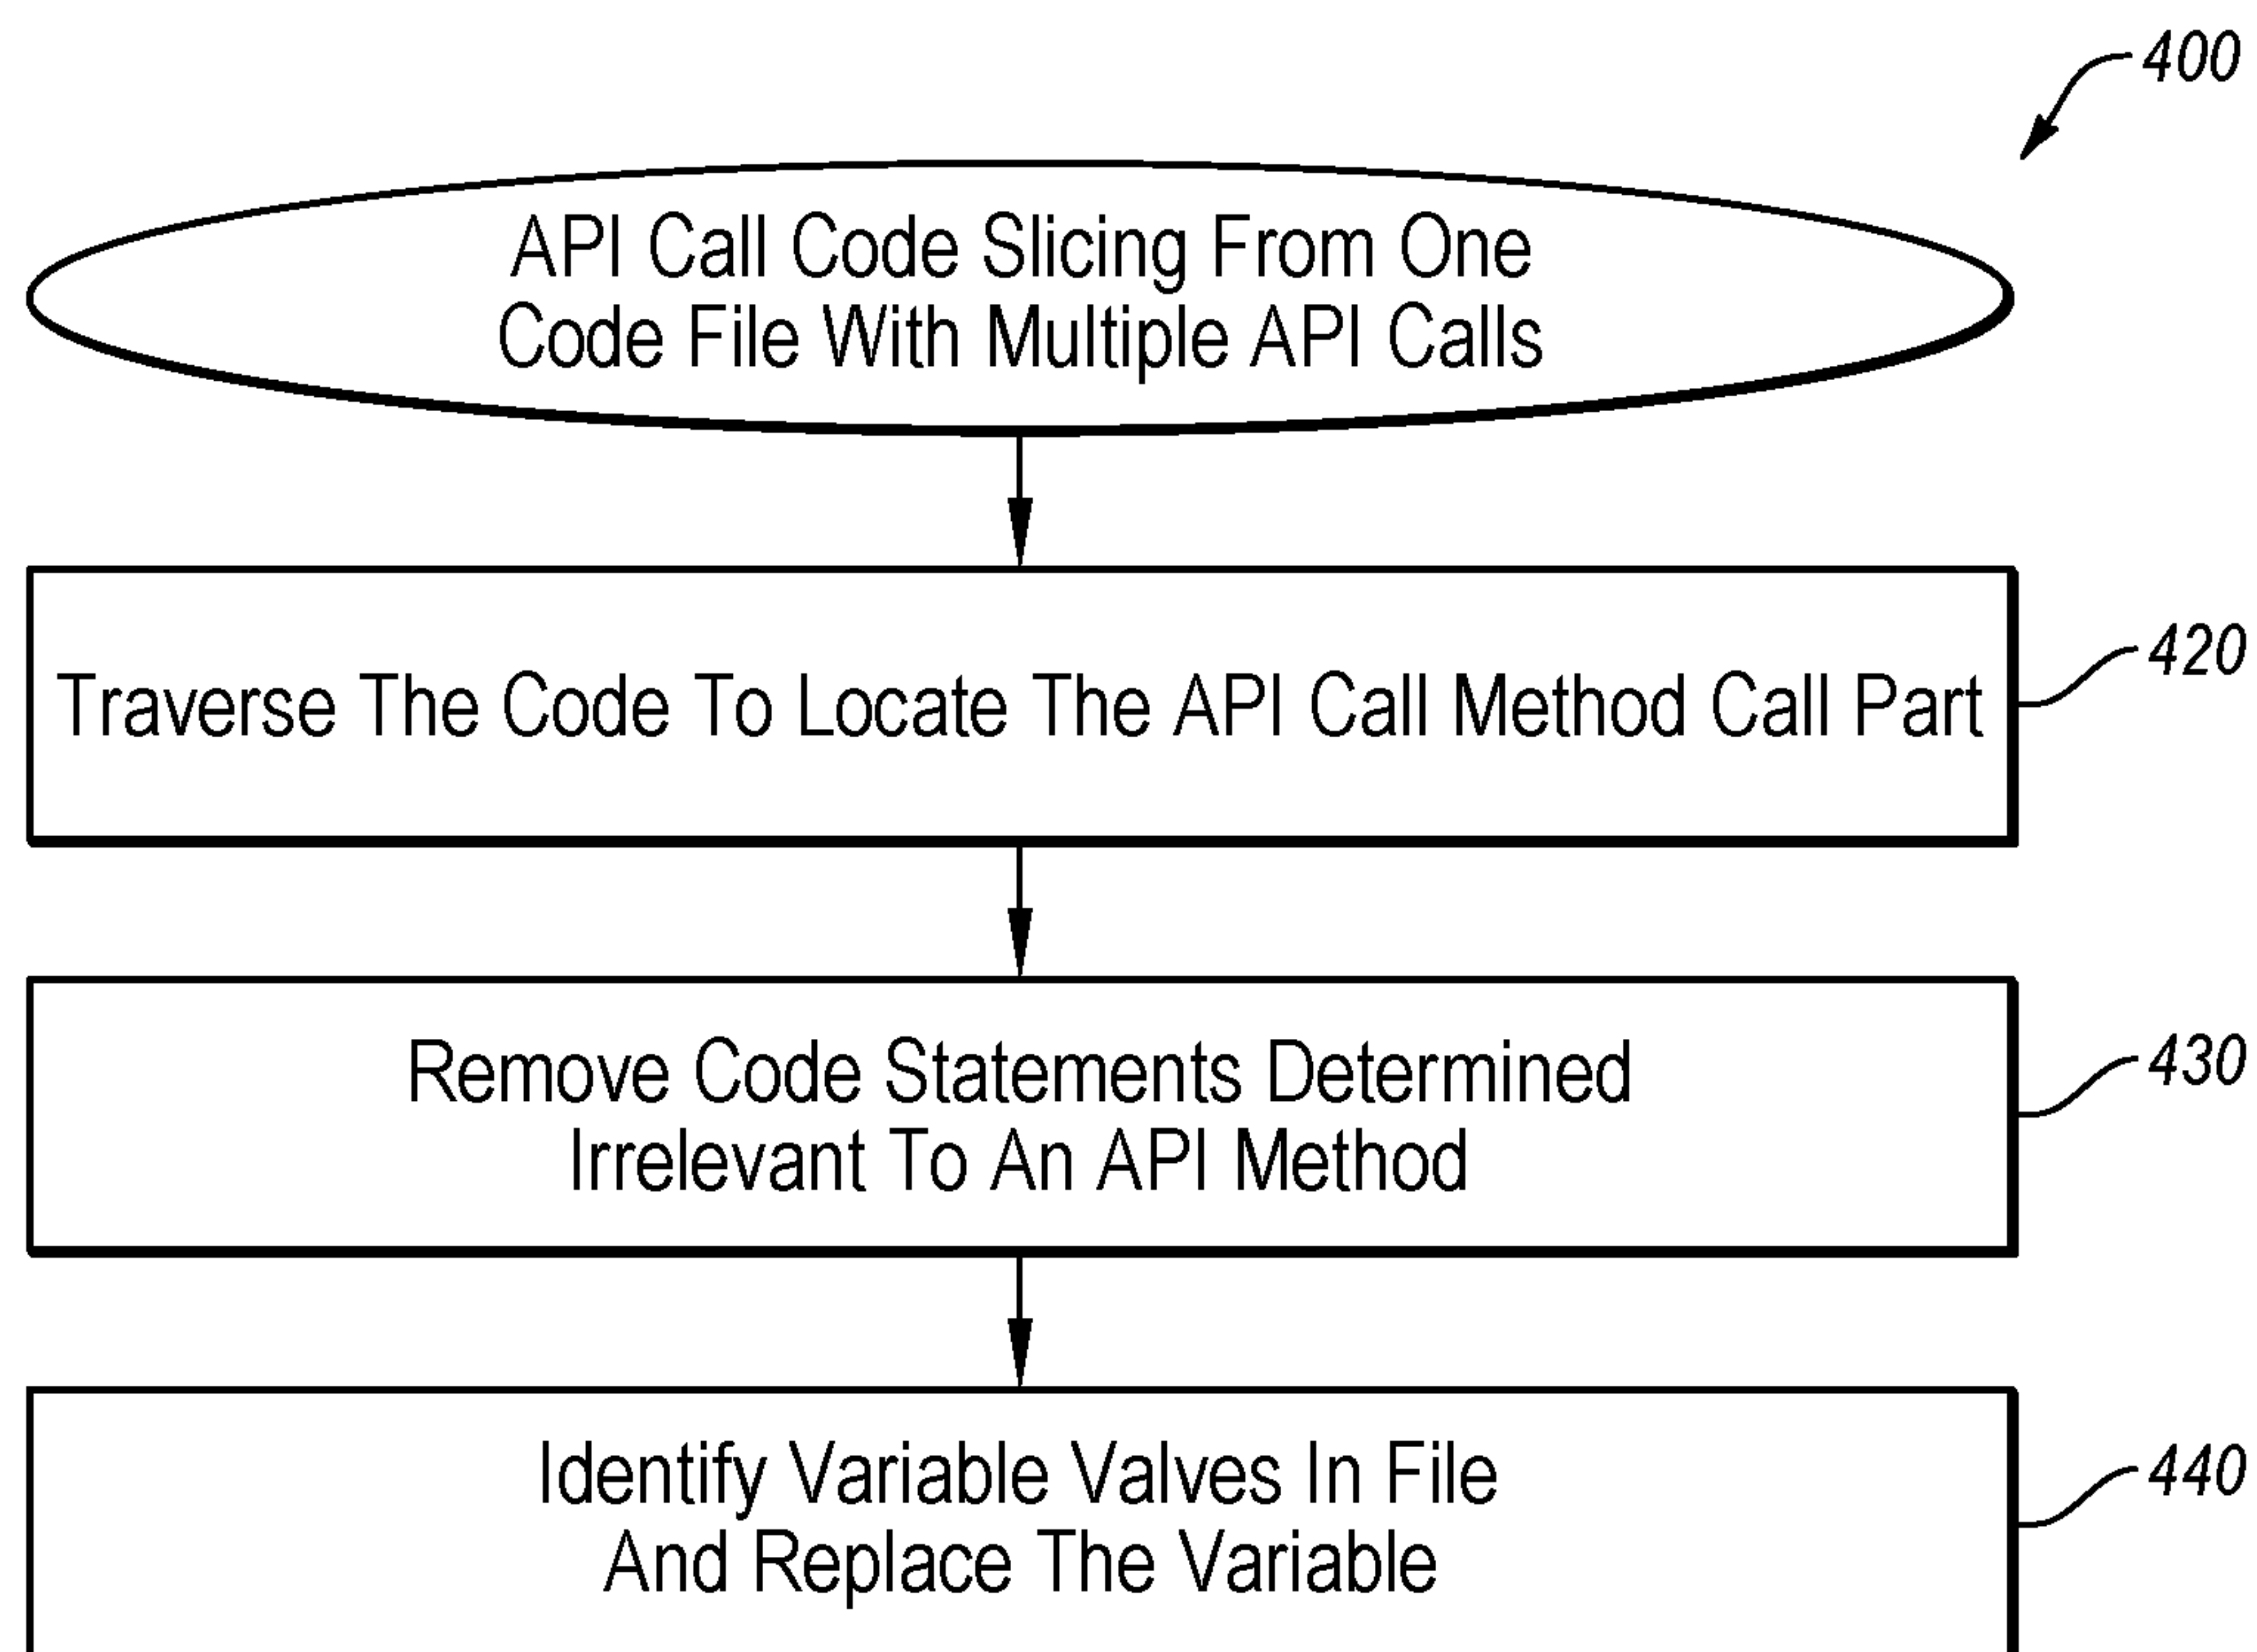 400
API Call Code Slicing From One
Code File With Multiple API Calls
Traverse The Code To Locate The API Call Method Call Part
420
Remove Code Statements Determined
Irrelevant To An API Method
430
Identify Variable Valves In File
And Replace The Variable
440